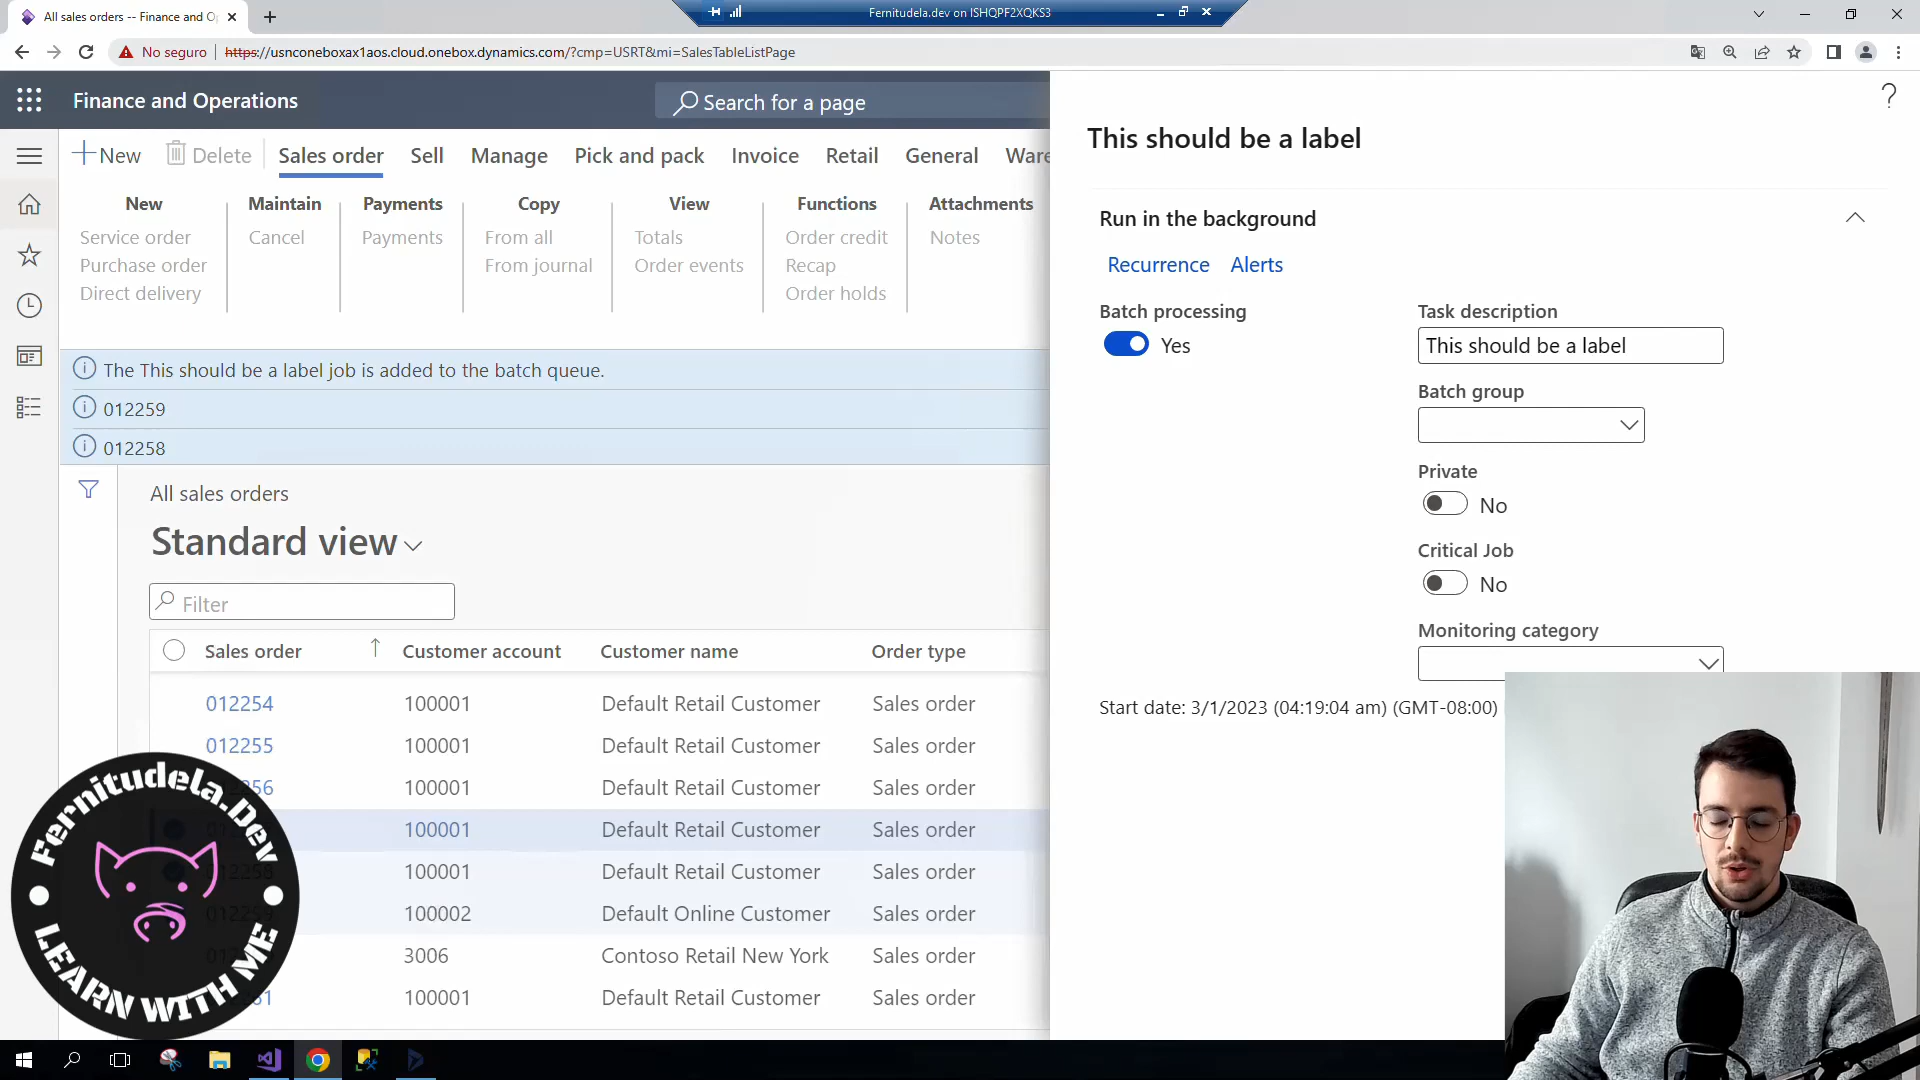 All sales orders -- Finance and O
Fernitudela.dev on ISHQPF2XQKS3
No seguro
https://usnconeboxax1aos.cloud.onebox.dynamics.com/?cmp=USRT&mi=SalesTableListPage
Finance and Operations
Search for a page
New
Delete
Sales order
Sell
Manage
Pick and pack
Invoice
Retail
General
New
Maintain
Payments
Copy
View
Functions
Attachments
Service order
Cancel
Payments
From all
Totals
Order credit
Notes
Purchase order
From journal
Order events
Recap
Direct delivery
Order holds
The This should be a label job is added to the batch queue.
012259
012258
All sales orders
Standard view
Filter
Sales order
Customer account
Customer name
Order type
012254
100001
Default Retail Customer
Sales order
012255
100001
Default Retail Customer
Sales order
100001
Default Retail Customer
Sales order
100001
Default Retail Customer
Sales order
100001
Default Retail Customer
Sales order
100002
Default Online Customer
Sales order
3006
Contoso Retail New York
Sales order
100001
Default Retail Customer
Sales order
This should be a label
Run in the background
Recurrence
Alerts
Batch processing
Yes
Task description
This should be a label
Batch group
Private
No
Critical Job
No
Monitoring category
Start date: 3/1/2023 (04:19:04 am) (GMT-08:00)
Fernitudela.Dev
LEARN WITH ME